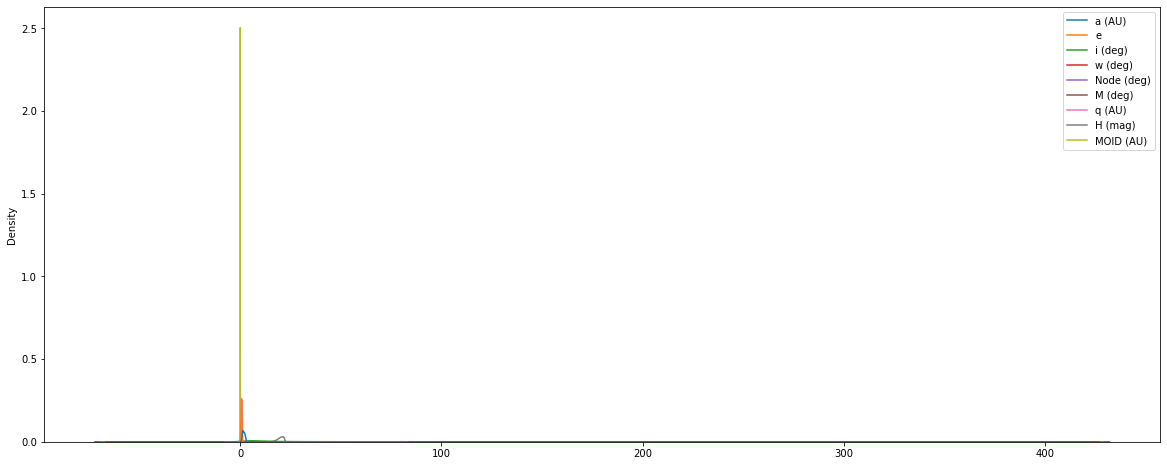 2.5
2.0
1.5
1.0
0.5
0.0
Density
0
100
200
300
400
a (AU)
e
i (deg)
w (deg)
Node (deg)
M (deg)
q (AU)
H (mag)
MOID (AU)